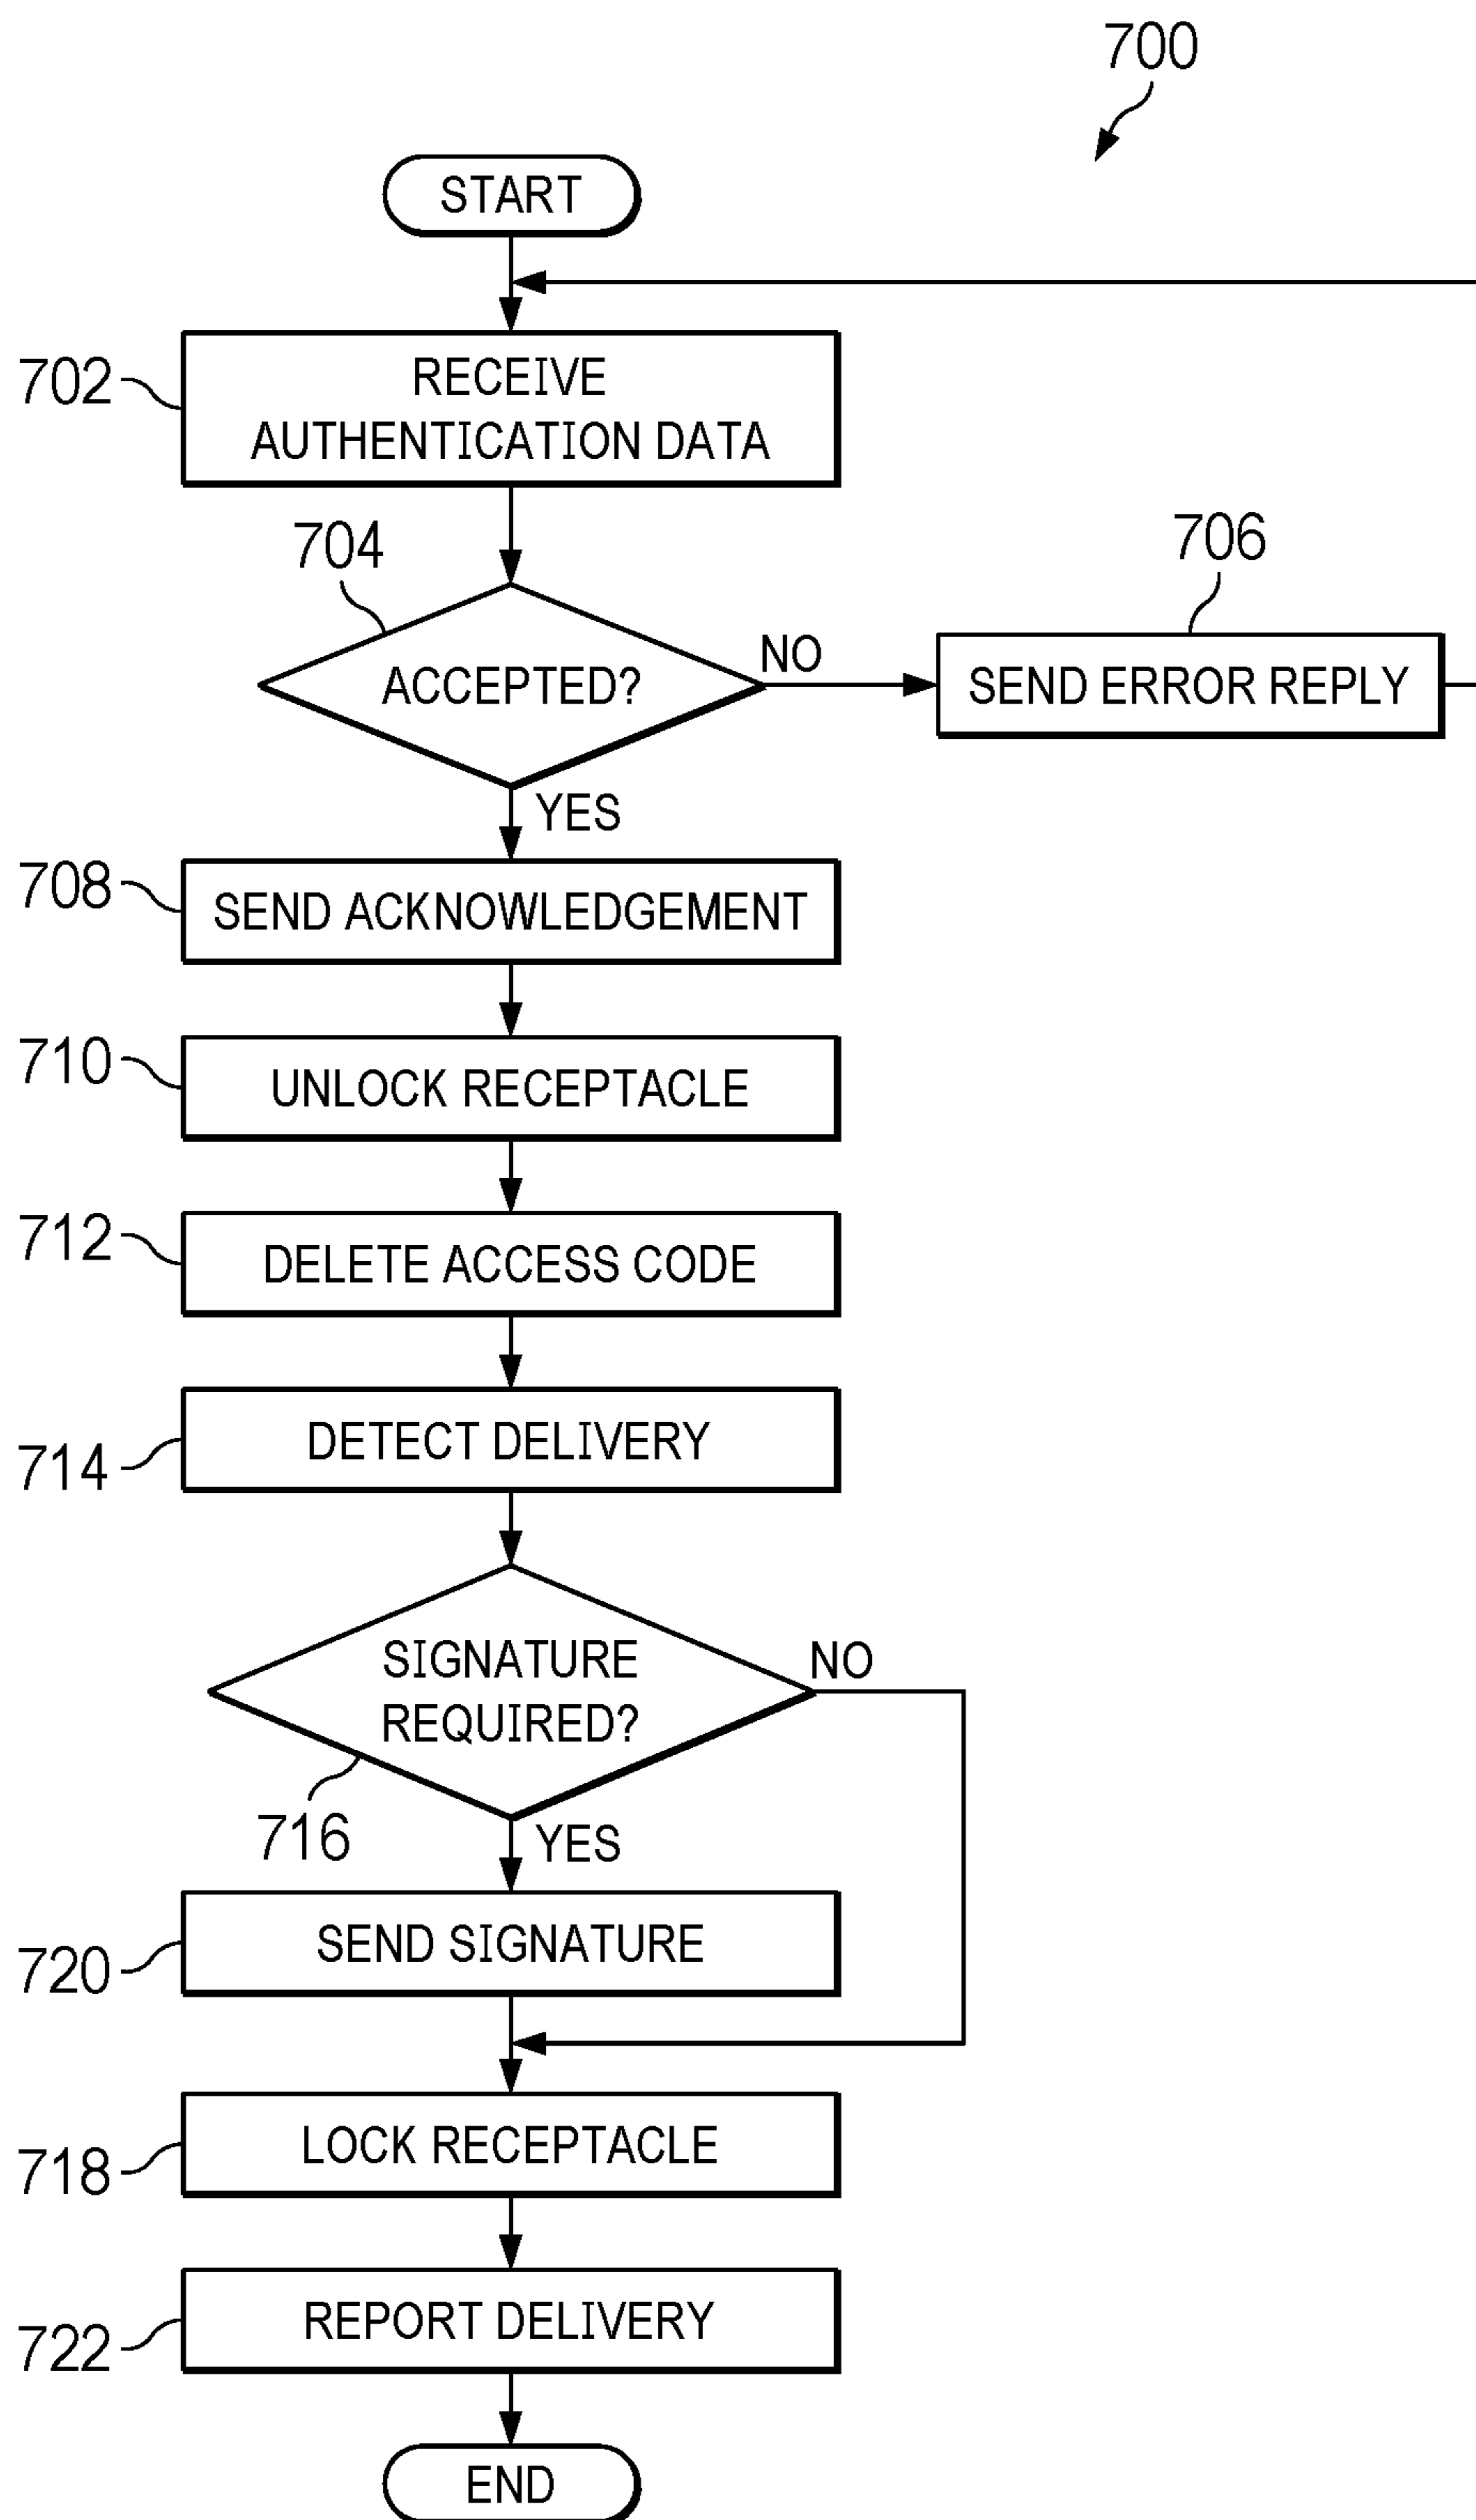 700
START
702
RECEIVE
AUTHENTICATION DATA
704
706
ACCEPTED?
NO
SEND ERROR REPLY
YES
708
SEND ACKNOWLEDGEMENT
710
UNLOCK RECEPTACLE
712
DELETE ACCESS CODE
714
DETECT DELIVERY
SIGNATURE
REQUIRED?
NO
716
YES
720
SEND SIGNATURE
718
LOCK RECEPTACLE
722
REPORT DELIVERY
END